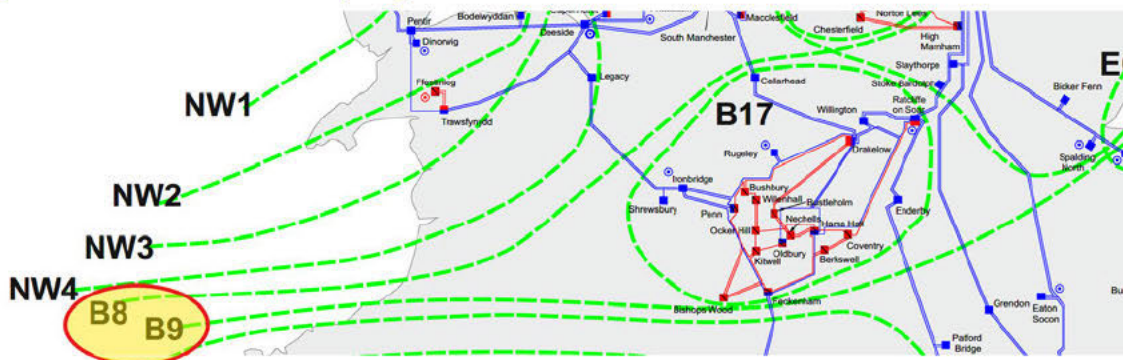 Pentir
Bodelwyddan
Deeside
Macclesfield
South Manchester
Chesterfield
High
Marnham
Dinorwig
Legacy
Cellarhead
Staythorpe
Stoke Bardolph
Ffestiniog
NW1
Trawsfynydd
B17
Willington
Ratcliffe
on Soar
Bicker Fern
Rugeley
Drakelow
Spalding
North
NW2
Ironbridge
Bushbury
Willenhall
Bustleholm
Shrewsbury
Penn
Nechells
Enderby
NW3
Ocker Hill
Hams Hall
Oldbury
Coventry
Kitwell
Berkswell
NW4
B8
B9
Bishops Wood
Feckenham
Grendon
Eaton
Socon
Patford
Bridge